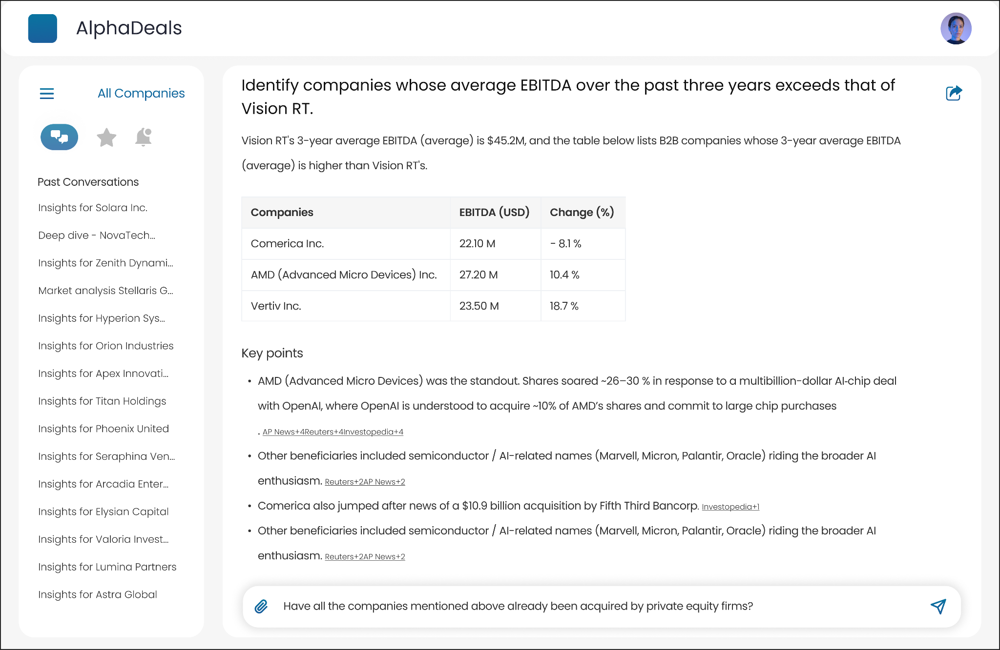 AlphaDeals
All Companies
Past Conversations
Insights for Solara Inc.
Deep dive - NovaTech...
Insights for Zenith Dynami...
Market analysis Stellaris G...
Insights for Hyperion Sys...
Insights for Orion Industries
Insights for Apex Innovati...
Insights for Titan Holdings
Insights for Phoenix United
Insights for Seraphina Ven...
Insights for Arcadia Enter...
Insights for Elysian Capital
Insights for Valoria Invest...
Insights for Lumina Partners
Insights for Astra Global
Identify companies whose average EBITDA over the past three years exceeds that of
Vision RT.
Vision RT's 3-year average EBITDA (average) is $45.2M, and the table below lists B2B companies whose 3-year average EBITDA
(average) is higher than Vision RT's.
Companies EBITDA (USD) Change (%)
Comerica Inc. 22.10 M - 8.1 %
AMD (Advanced Micro Devices) Inc. 27.20 M 10.4 %
Vertiv Inc. 23.50 M 18.7 %
Key points
• AMD (Advanced Micro Devices) was the standout. Shares soared ~26–30 % in response to a multibillion-dollar AI-chip deal
with OpenAI, where OpenAI is understood to acquire ~10% of AMD’s shares and commit to large chip purchases
. AP News+4Reuters+4Investopedia+4
• Other beneficiaries included semiconductor / AI-related names (Marvell, Micron, Palantir, Oracle) riding the broader AI
enthusiasm. Reuters+2AP News+2
• Comerica also jumped after news of a $10.9 billion acquisition by Fifth Third Bancorp. Investopedia+1
• Other beneficiaries included semiconductor / AI-related names (Marvell, Micron, Palantir, Oracle) riding the broader AI
enthusiasm. Reuters+2AP News+2
Have all the companies mentioned above already been acquired by private equity firms?